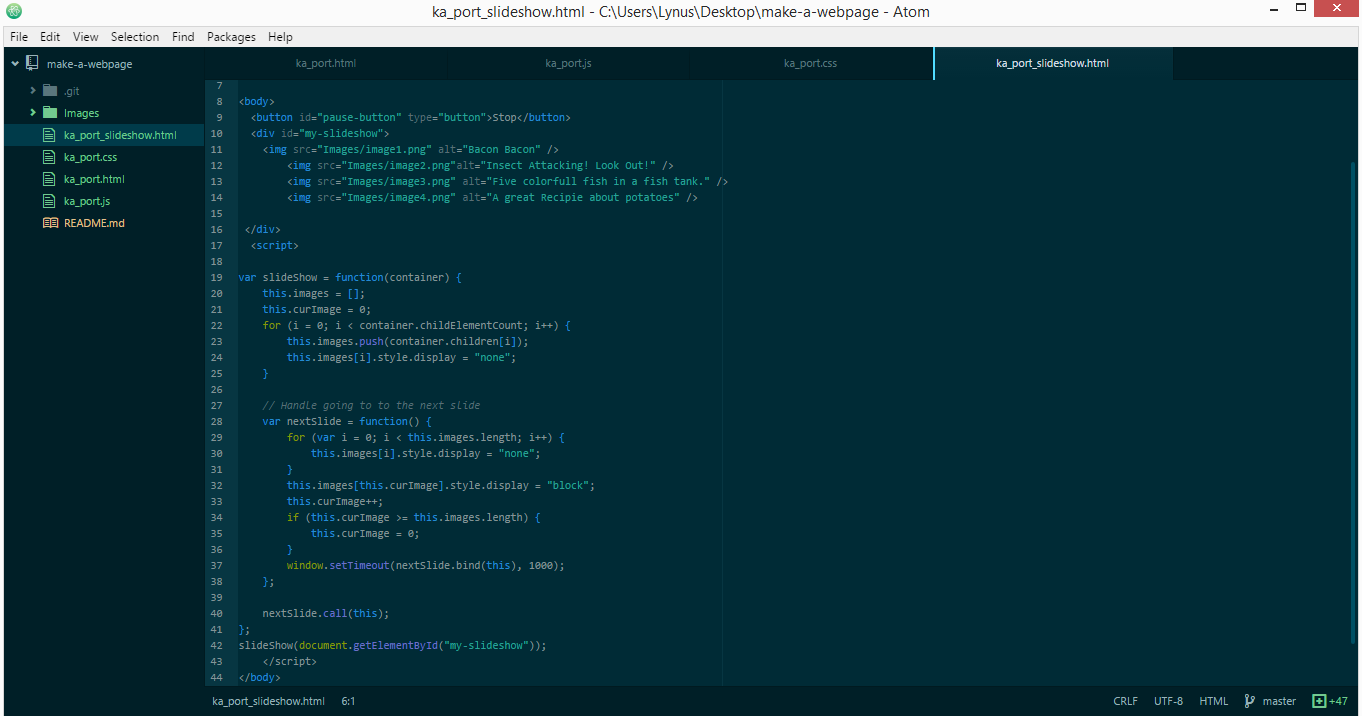 ka_port_slideshow.html - C:\Users\Lynus\Desktop\make-a-webpage - Atom
File Edit View Selection Find Packages Help
make-a-webpage
.git
Images
ka_port_slideshow.html
ka_port.css
ka_port.html
ka_port.js
README.md
ka_port.html ka_port.js ka_port.css ka_port_slideshow.html
7
8 <body>
9 <button id="pause-button" type="button">Stop</button>
10 <div id="my-slideshow">
11 <img src="Images/image1.png" alt="Bacon Bacon" />
12 <img src="Images/image2.png"alt="Insect Attacking! Look Out!" />
13 <img src="Images/image3.png" alt="Five colorfull fish in a fish tank." />
14 <img src="Images/image4.png" alt="A great Recipie about potatoes" />
15
16 </div>
17 <script>
18
19 var slideShow = function(container) {
20 this.images = [];
21 this.curImage = 0;
22 for (i = 0; i < container.childElementCount; i++) {
23 this.images.push(container.children[i]);
24 this.images[i].style.display = "none";
25 }
26
27 // Handle going to to the next slide
28 var nextSlide = function() {
29 for (var i = 0; i < this.images.length; i++) {
30 this.images[i].style.display = "none";
31 }
32 this.images[this.curImage].style.display = "block";
33 this.curImage++;
34 if (this.curImage >= this.images.length) {
35 this.curImage = 0;
36 }
37 window.setTimeout(nextSlide.bind(this), 1000);
38 };
39
40 nextSlide.call(this);
41 };
42 slideShow(document.getElementById("my-slideshow"));
43 </script>
44 </body>
ka_port_slideshow.html 6:1 CRLF UTF-8 HTML master +47